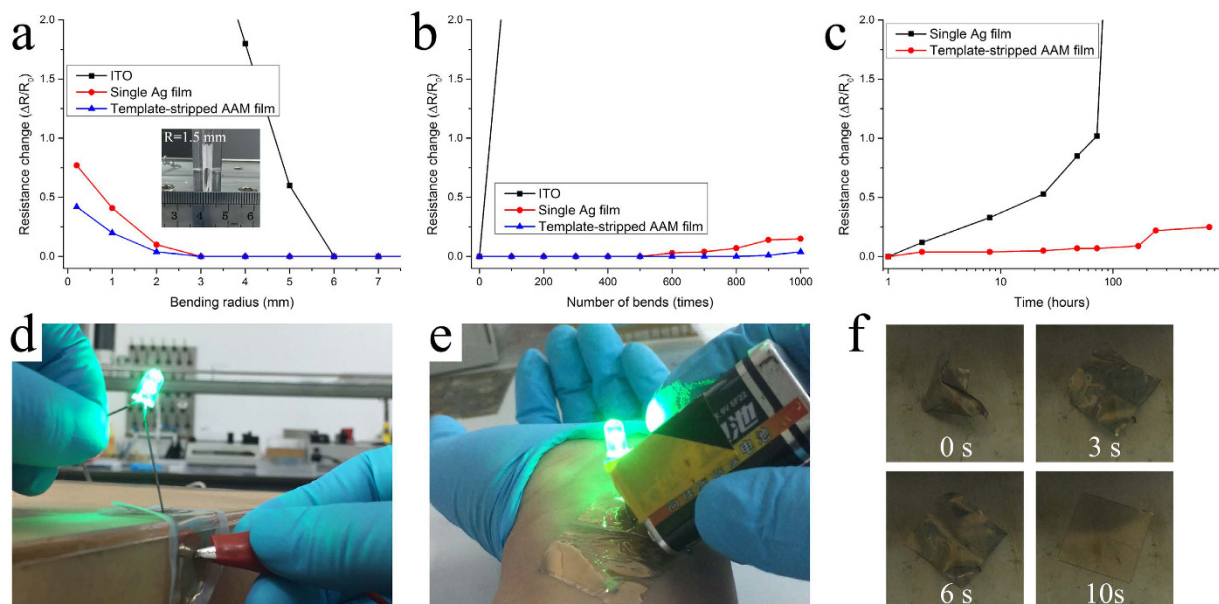 a
2.0
1.5
1.0
0.5
0.0
Resistance change (ΔR/R₀)
ITO
Single Ag film
Template-stripped AAM film
R=1.5 mm
3 4 5 6
0 1 2 3 4 5 6 7
Bending radius (mm)
b
2.0
1.5
1.0
0.5
0.0
Resistance change (ΔR/R₀)
ITO
Single Ag film
Template-stripped AAM film
0 200 400 600 800 1000
Number of bends (times)
c
2.0
1.5
1.0
0.5
0.0
Resistance change (ΔR/R₀)
Single Ag film
Template-stripped AAM film
1 10 100
Time (hours)
d
e
池
f
0 s
3 s
6 s
10s